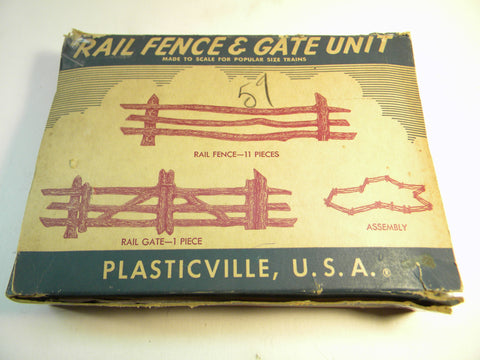 RAIL FENCE & GATE UNIT
MADE TO SCALE FOR POPULAR SIZE TRAINS
59
RAIL FENCE—11 PIECES
RAIL GATE—1 PIECE
ASSEMBLY
PLASTICVILLE, U.S.A.